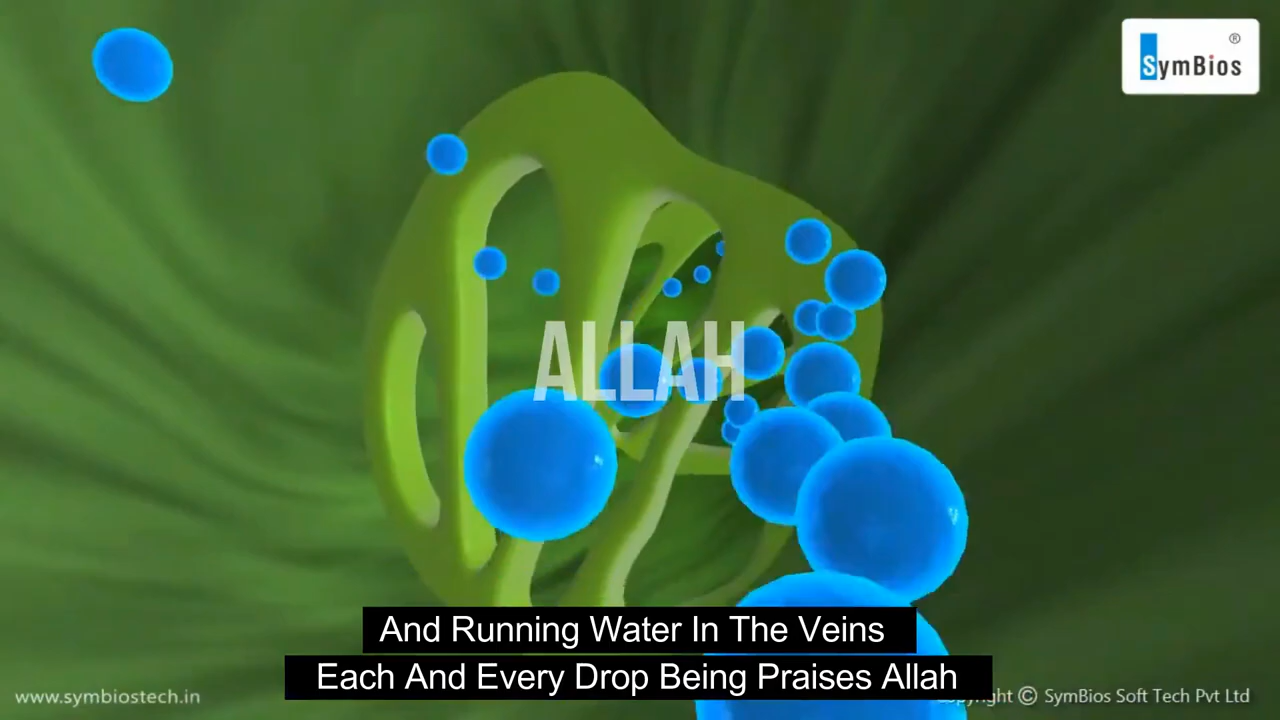 SymBios ®
ALLAH
And Running Water In The Veins
Each And Every Drop Being Praises Allah
www.symbiostech.in
© SymBios Soft Tech Pvt Ltd